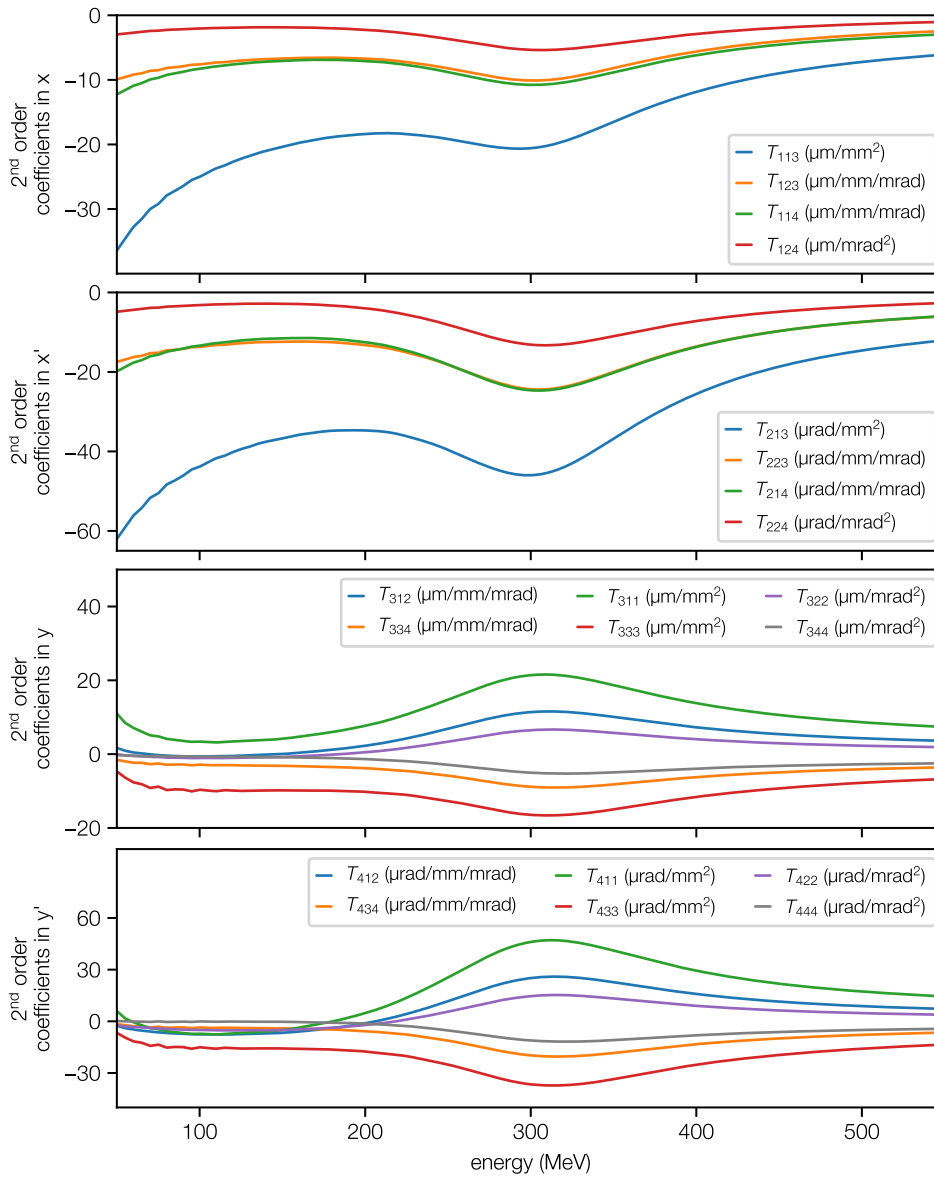 0
−10
−20
−30
2nd order
coefficients in x
T113 (μm/mm²)
T123 (μm/mm/mrad)
T114 (μm/mm/mrad)
T124 (μm/mrad²)
0
−20
−40
−60
2nd order
coefficients in x'
T213 (μrad/mm²)
T223 (μrad/mm/mrad)
T214 (μrad/mm/mrad)
T224 (μrad/mrad²)
40
20
0
−20
2nd order
coefficients in y
T312 (μm/mm/mrad) T311 (μm/mm²) T322 (μm/mrad²)
T334 (μm/mm/mrad) T333 (μm/mm²) T344 (μm/mrad²)
60
30
0
−30
2nd order
coefficients in y'
T412 (μrad/mm/mrad) T411 (μrad/mm²) T422 (μrad/mrad²)
T434 (μrad/mm/mrad) T433 (μrad/mm²) T444 (μrad/mrad²)
100 200 300 400 500
energy (MeV)